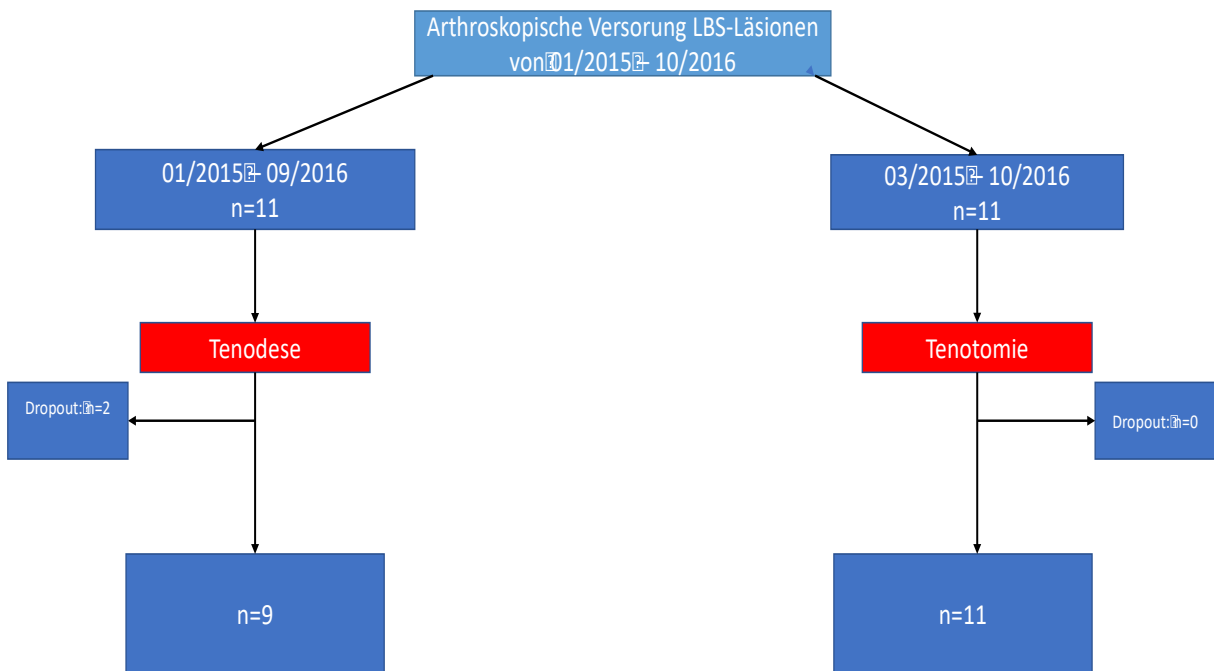 Arthroskopische Versorung LBS-Läsionen
von 01/2015 – 10/2016
01/2015 – 09/2016
n=11
03/2015 – 10/2016
n=11
Tenodese
Tenotomie
Dropout: n=2
Dropout: n=0
n=9
n=11